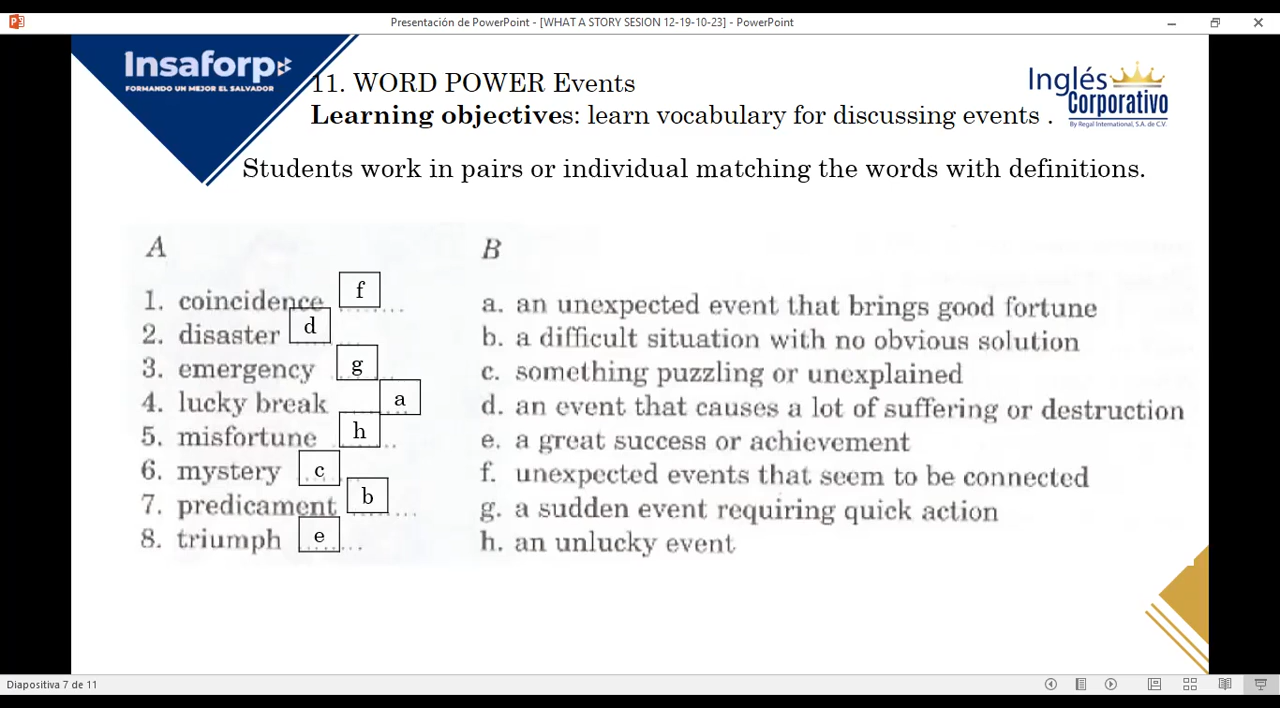 Presentación de PowerPoint - [WHAT A STORY SESION 12-19-10-23] - PowerPoint
Insaforp
FORMANDO UN MEJOR EL SALVADOR
11. WORD POWER Events
Learning objectives: learn vocabulary for discussing events .
Inglés
Corporativo
By Regal International, S.A. de C.V.
Students work in pairs or individual matching the words with definitions.
A
1. coincidence f
2. disaster d
3. emergency g
4. lucky break a
5. misfortune h
6. mystery c
7. predicament b
8. triumph e
B
a. an unexpected event that brings good fortune
b. a difficult situation with no obvious solution
c. something puzzling or unexplained
d. an event that causes a lot of suffering or destruction
e. a great success or achievement
f. unexpected events that seem to be connected
g. a sudden event requiring quick action
h. an unlucky event
Diapositiva 7 de 11